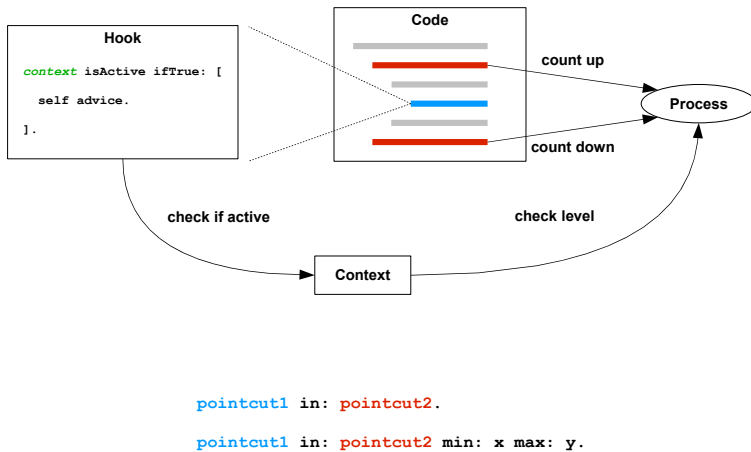 Hook
context isActive ifTrue: [
self advice.
].
Code
count up
Process
count down
check if active
check level
Context
pointcut1 in: pointcut2.
pointcut1 in: pointcut2 min: x max: y.